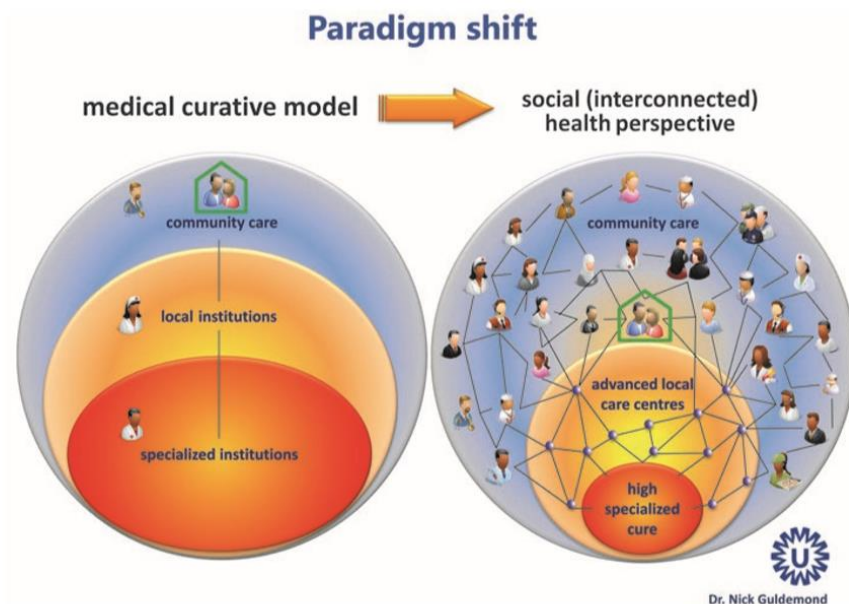 Paradigm shift
medical curative model
social (interconnected)
health perspective
community care
local institutions
specialized institutions
community care
advanced local
care centres
high
specialized
cure
U
Dr. Nick Guldemond